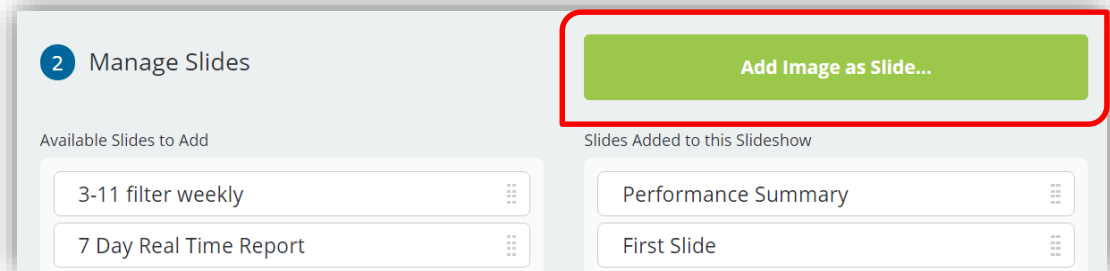 2 Manage Slides
Add Image as Slide...
Available Slides to Add
3-11 filter weekly
7 Day Real Time Report
Slides Added to this Slideshow
Performance Summary
First Slide